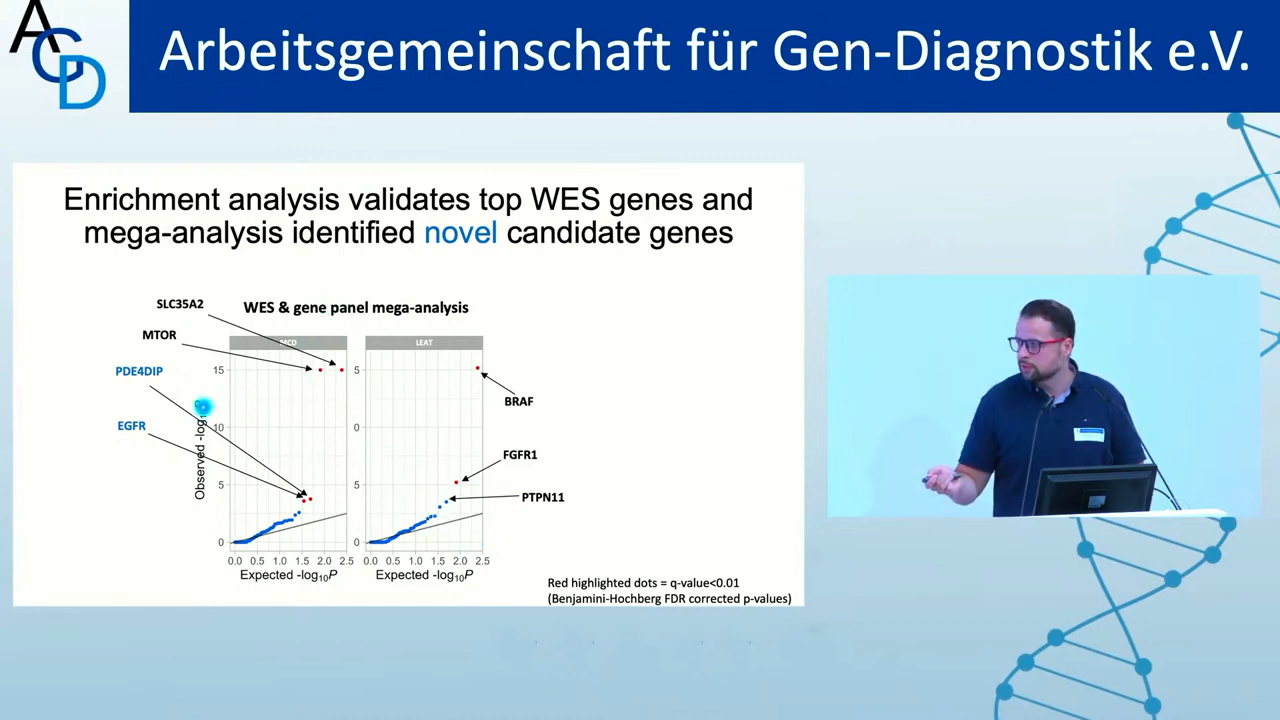 AGD
Arbeitsgemeinschaft für Gen-Diagnostik e.V.
Enrichment analysis validates top WES genes and
mega-analysis identified novel candidate genes
WES & gene panel mega-analysis
SLC35A2
MTOR
PDE4DIP
EGFR
MCD
LEAT
BRAF
FGFR1
PTPN11
15
10
5
0
5
0
5
0
Observed -log10P
0.0 0.5 1.0 1.5 2.0 2.5
0.0 0.5 1.0 1.5 2.0 2.5
Expected -log10P
Expected -log10P
Red highlighted dots = q-value<0.01
(Benjamini-Hochberg FDR corrected p-values)